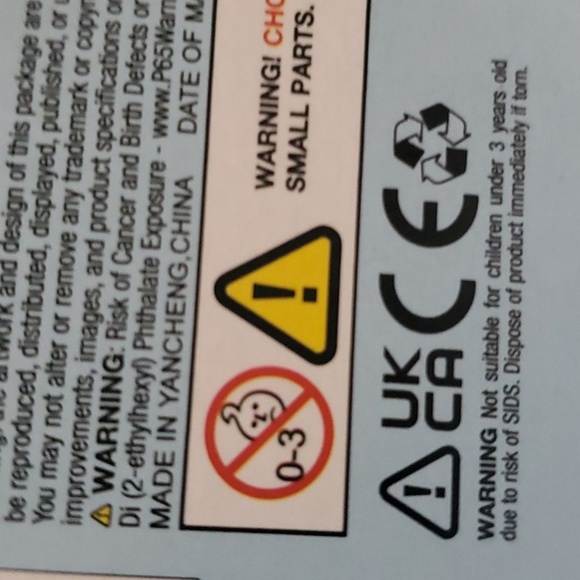 artwork and design of this package are
be reproduced, distributed, displayed, published, or
You may not alter or remove any trademark or
improvements, images, and product specifications
WARNING: Risk of Cancer and Birth Defects or
Di (2-ethylhexyl) Phthalate Exposure - www.P65Warn
MADE IN YANCHENG,CHINA DATE OF MA
WARNING! CHO
SMALL PARTS.
0-3
UK
CA CE
WARNING Not suitable for children under 3 years old
due to risk of SIDS. Dispose of product immediately if torn.